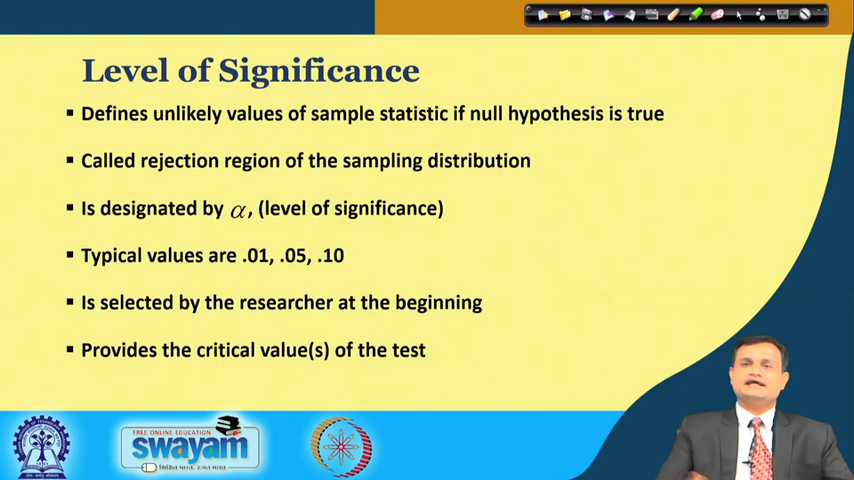 Level of Significance
▪ Defines unlikely values of sample statistic if null hypothesis is true
▪ Called rejection region of the sampling distribution
▪ Is designated by α, (level of significance)
▪ Typical values are .01, .05, .10
▪ Is selected by the researcher at the beginning
▪ Provides the critical value(s) of the test
FREE ONLINE EDUCATION
swayam